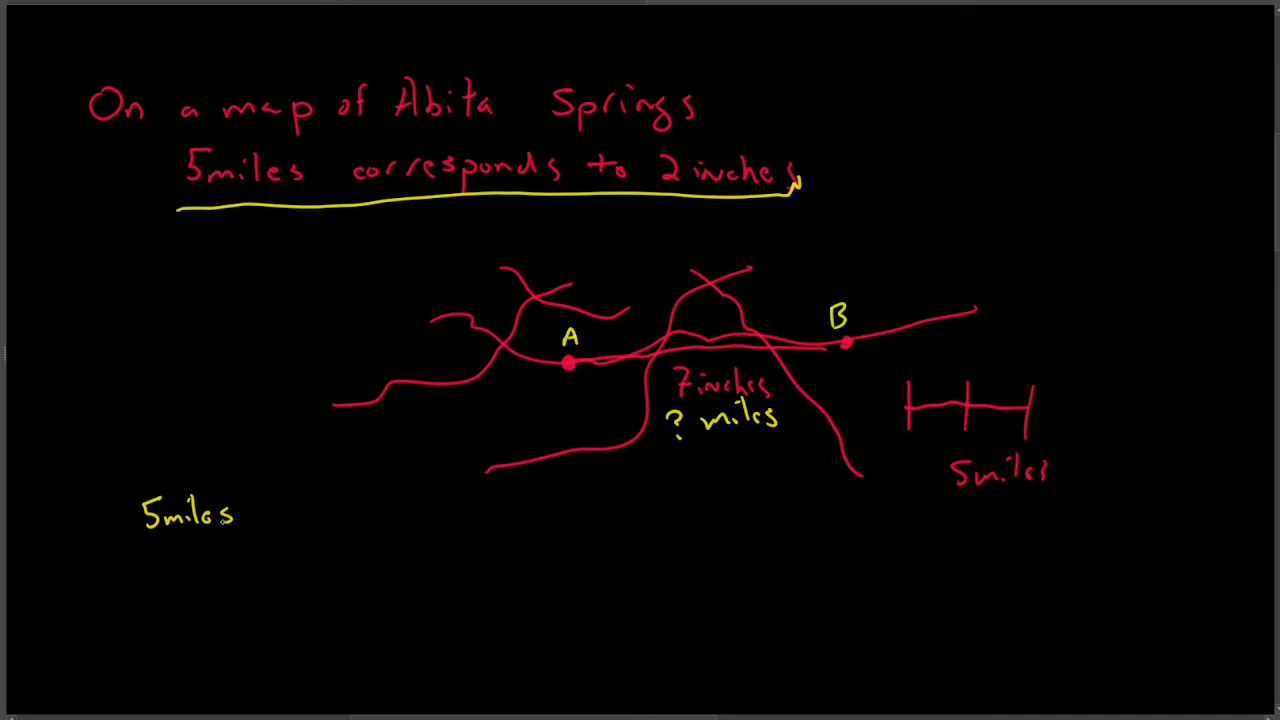 On a map of Abita Springs
5miles corresponds to 2 inches
A
B
7inches
? miles
5miles
5miles